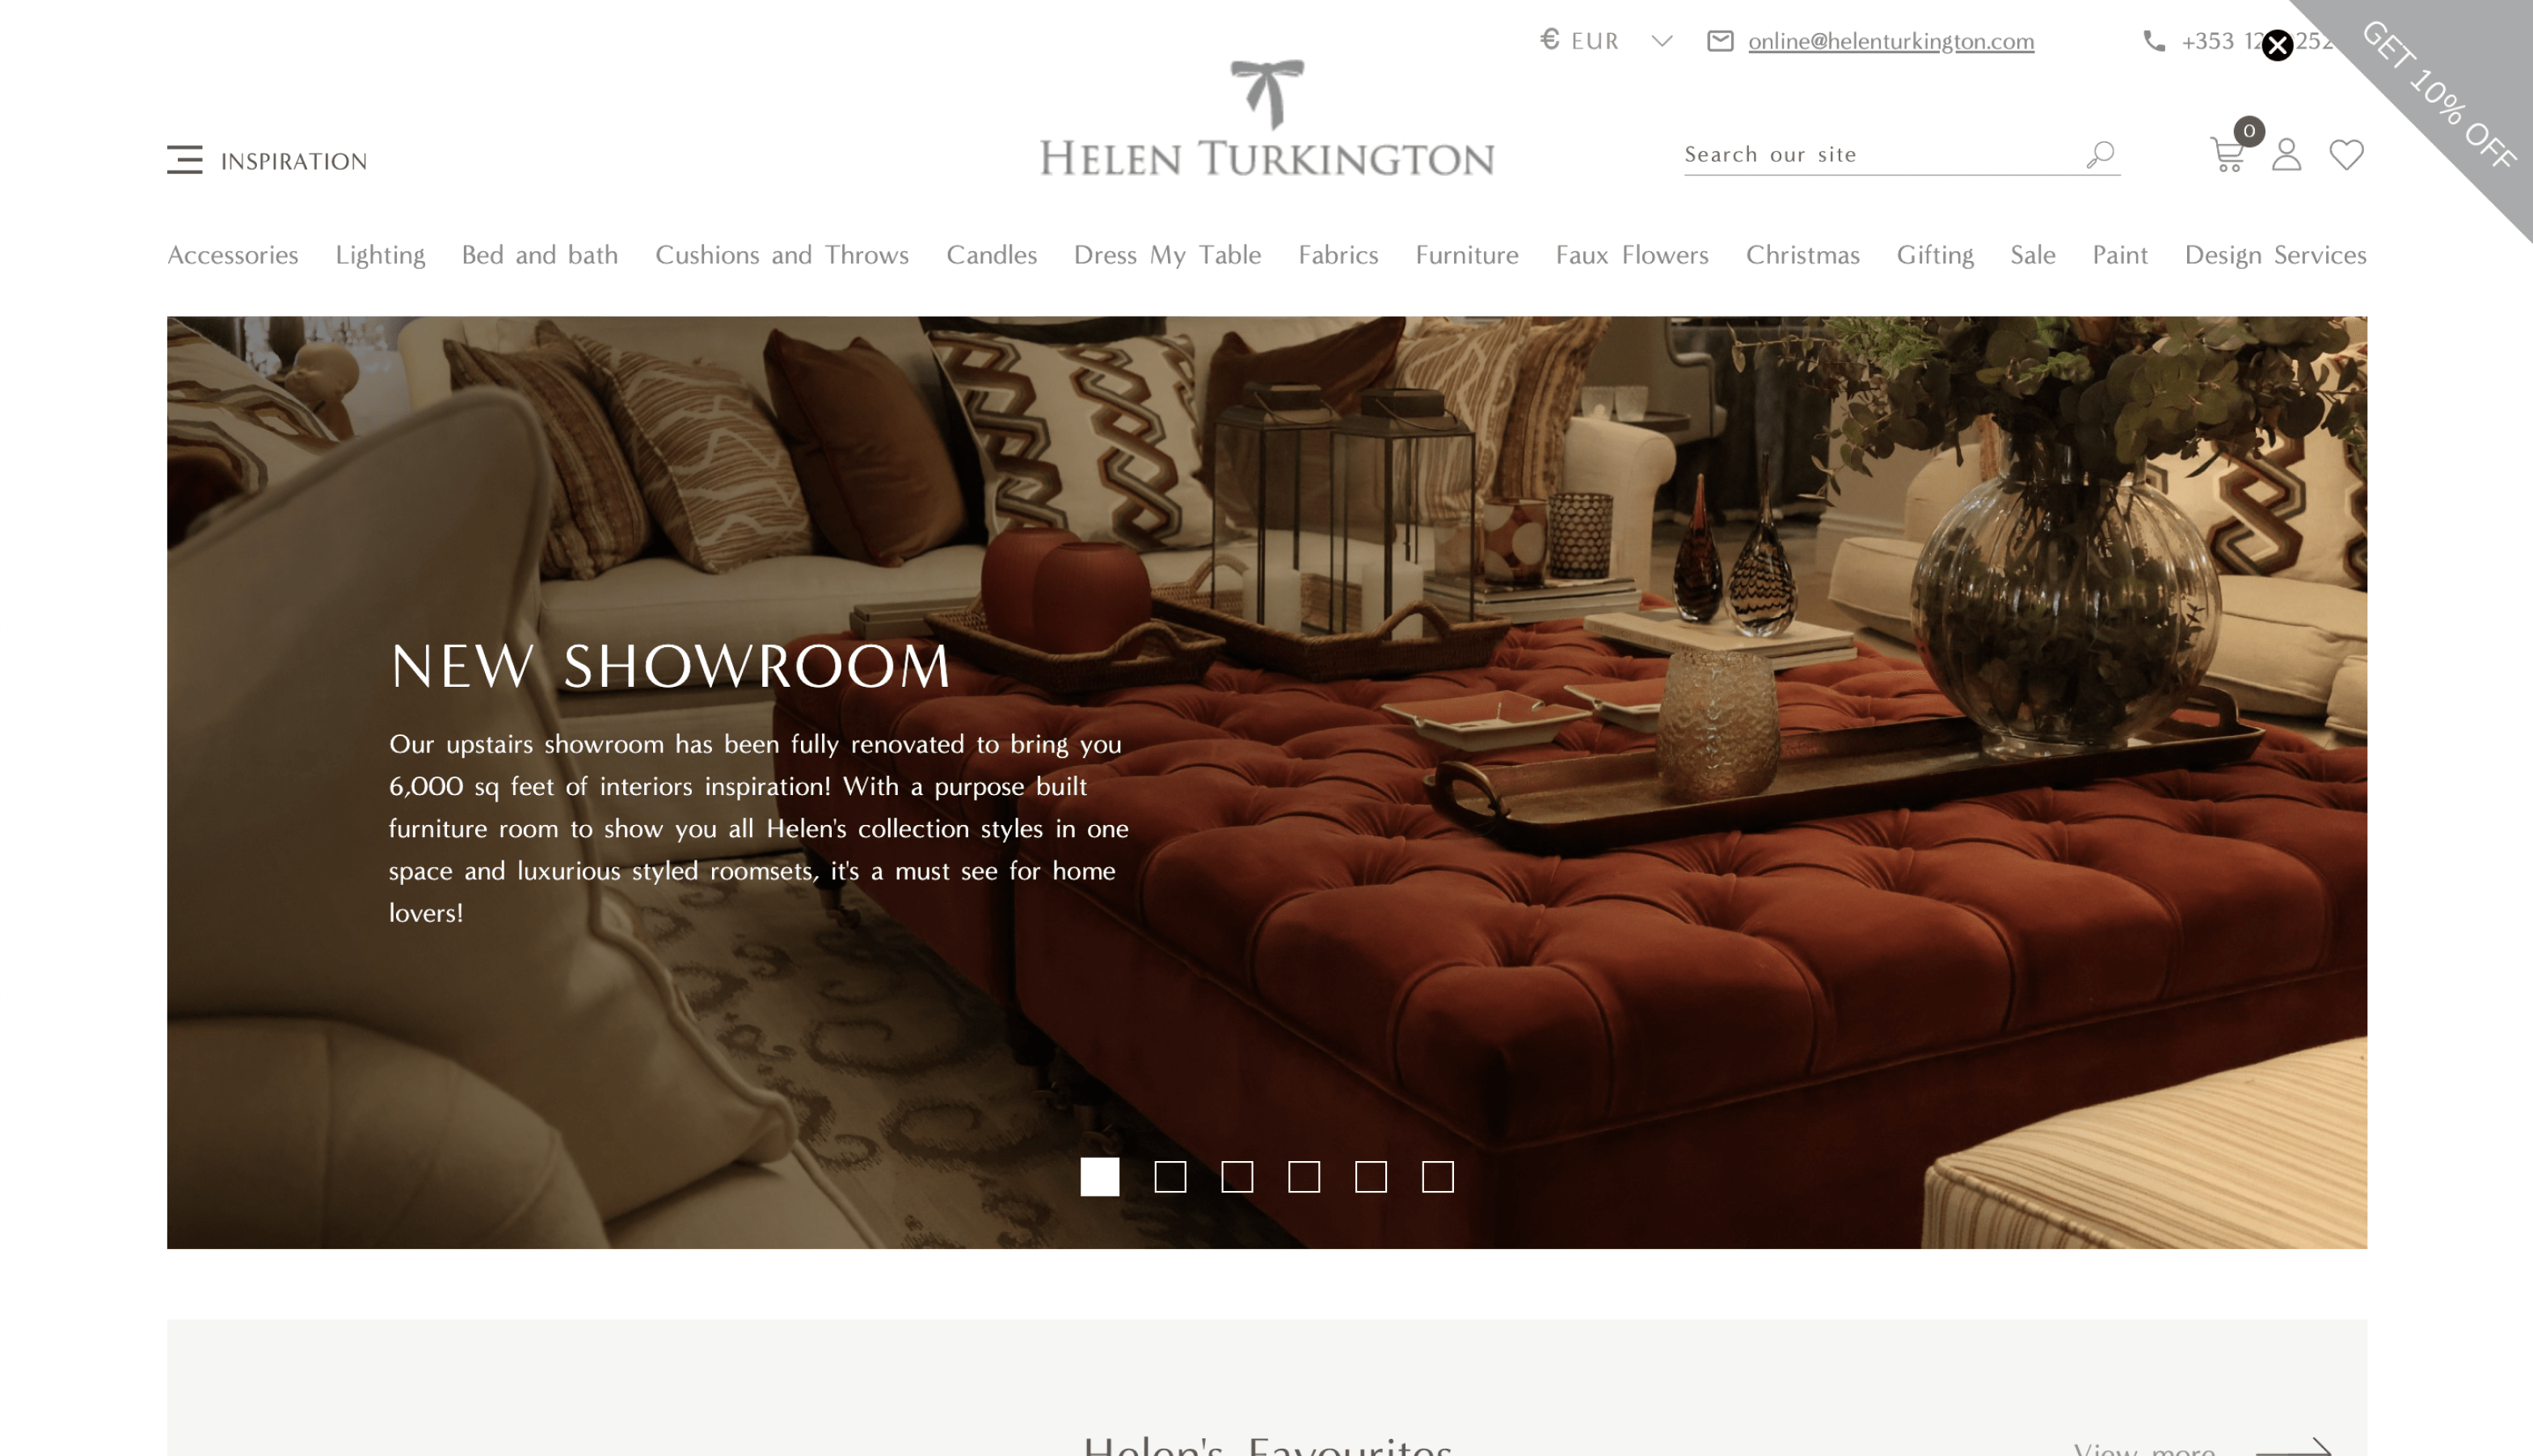 € EUR
online@helenturkington.com
+353 12 252
GET 10% OFF
INSPIRATION
HELEN TURKINGTON
Search our site
0
Accessories Lighting Bed and bath Cushions and Throws Candles Dress My Table Fabrics Furniture Faux Flowers Christmas Gifting Sale Paint Design Services
NEW SHOWROOM
Our upstairs showroom has been fully renovated to bring you
6,000 sq feet of interiors inspiration! With a purpose built
furniture room to show you all Helen's collection styles in one
space and luxurious styled roomsets, it's a must see for home
lovers!
Helen's Favourites
View more